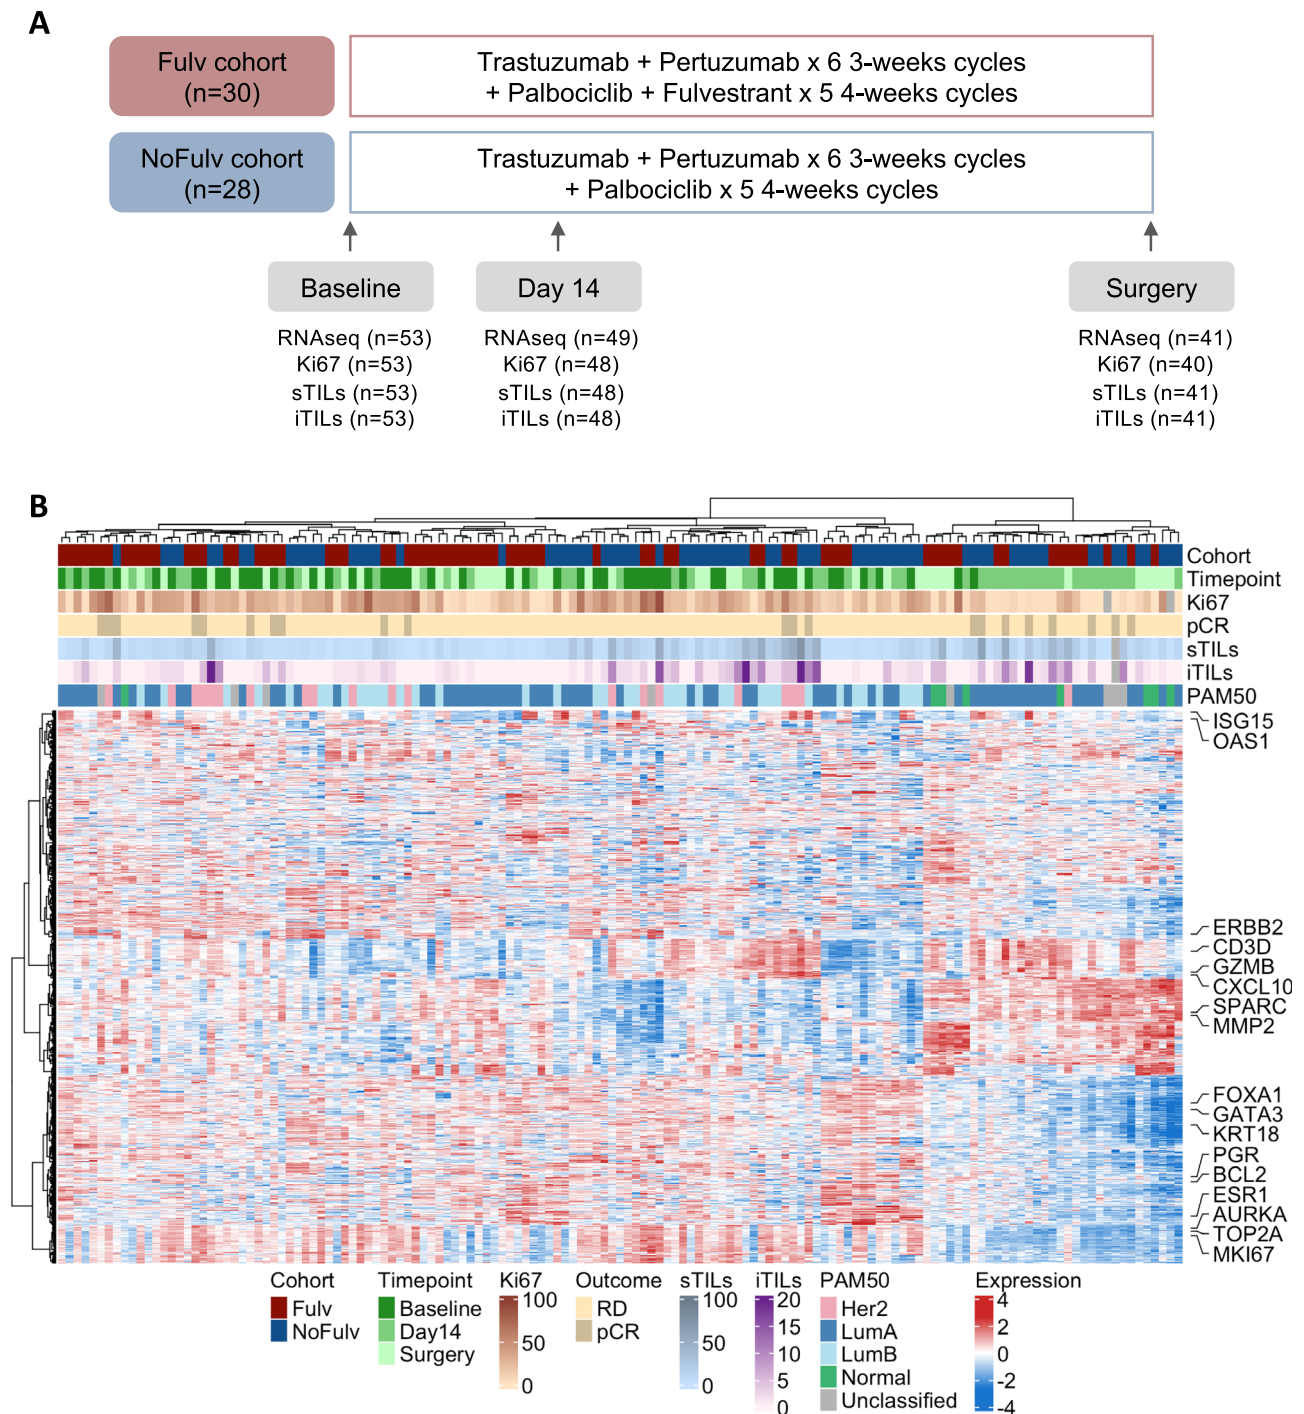 A
Fulv cohort
(n=30)
Trastuzumab + Pertuzumab x 6 3-weeks cycles
+ Palbociclib + Fulvestrant x 5 4-weeks cycles
NoFulv cohort
(n=28)
Trastuzumab + Pertuzumab x 6 3-weeks cycles
+ Palbociclib x 5 4-weeks cycles
Baseline
RNAseq (n=53)
Ki67 (n=53)
sTILs (n=53)
iTILs (n=53)
Day 14
RNAseq (n=49)
Ki67 (n=48)
sTILs (n=48)
iTILs (n=48)
Surgery
RNAseq (n=41)
Ki67 (n=40)
sTILs (n=41)
iTILs (n=41)
B
Cohort
Timepoint
Ki67
pCR
sTILs
iTILs
PAM50
ISG15
OAS1
ERBB2
CD3D
GZMB
CXCL10
SPARC
MMP2
FOXA1
GATA3
KRT18
PGR
BCL2
ESR1
AURKA
TOP2A
MKI67
Cohort
Fulv
NoFulv
Timepoint
Baseline
Day14
Surgery
Ki67
100
50
0
Outcome
RD
pCR
sTILs
100
50
0
iTILs
20
15
10
5
0
PAM50
Her2
LumA
LumB
Normal
Unclassified
Expression
4
2
0
-2
-4